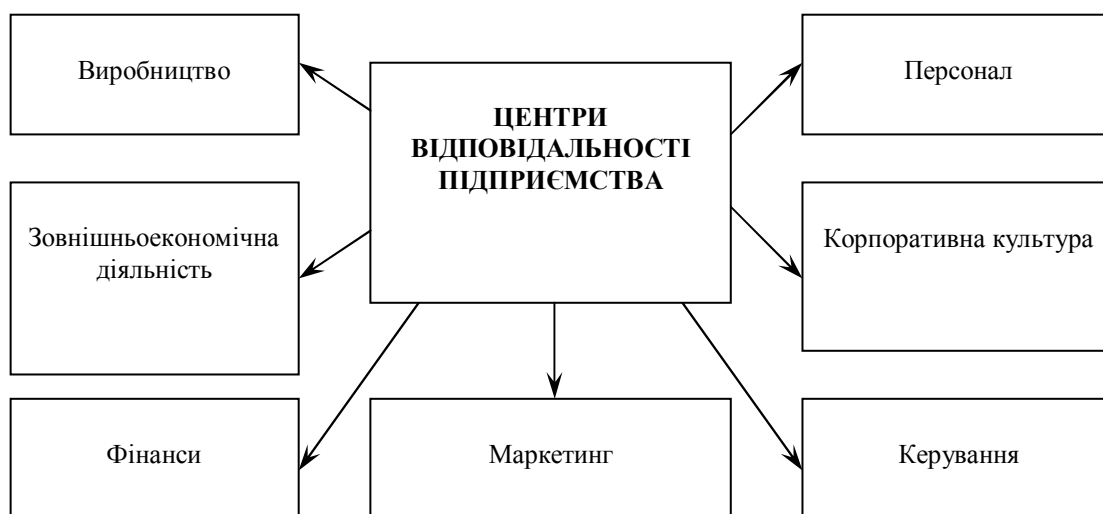 Виробництво
ЦЕНТРИ
ВІДПОВІДАЛЬНОСТІ
ПІДПРИЄМСТВА
Персонал
Зовнішньоекономічна
діяльність
Корпоративна культура
Фінанси
Маркетинг
Керування